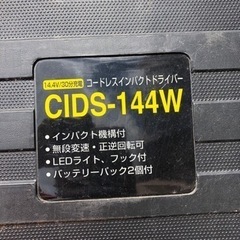 14.4V/30分充電 コードレスインパクトドライバー
CIDS-144W
● インパクト機構付
● 無段変速・正逆回転可
● LEDライト、フック付
● バッテリーパック2個付